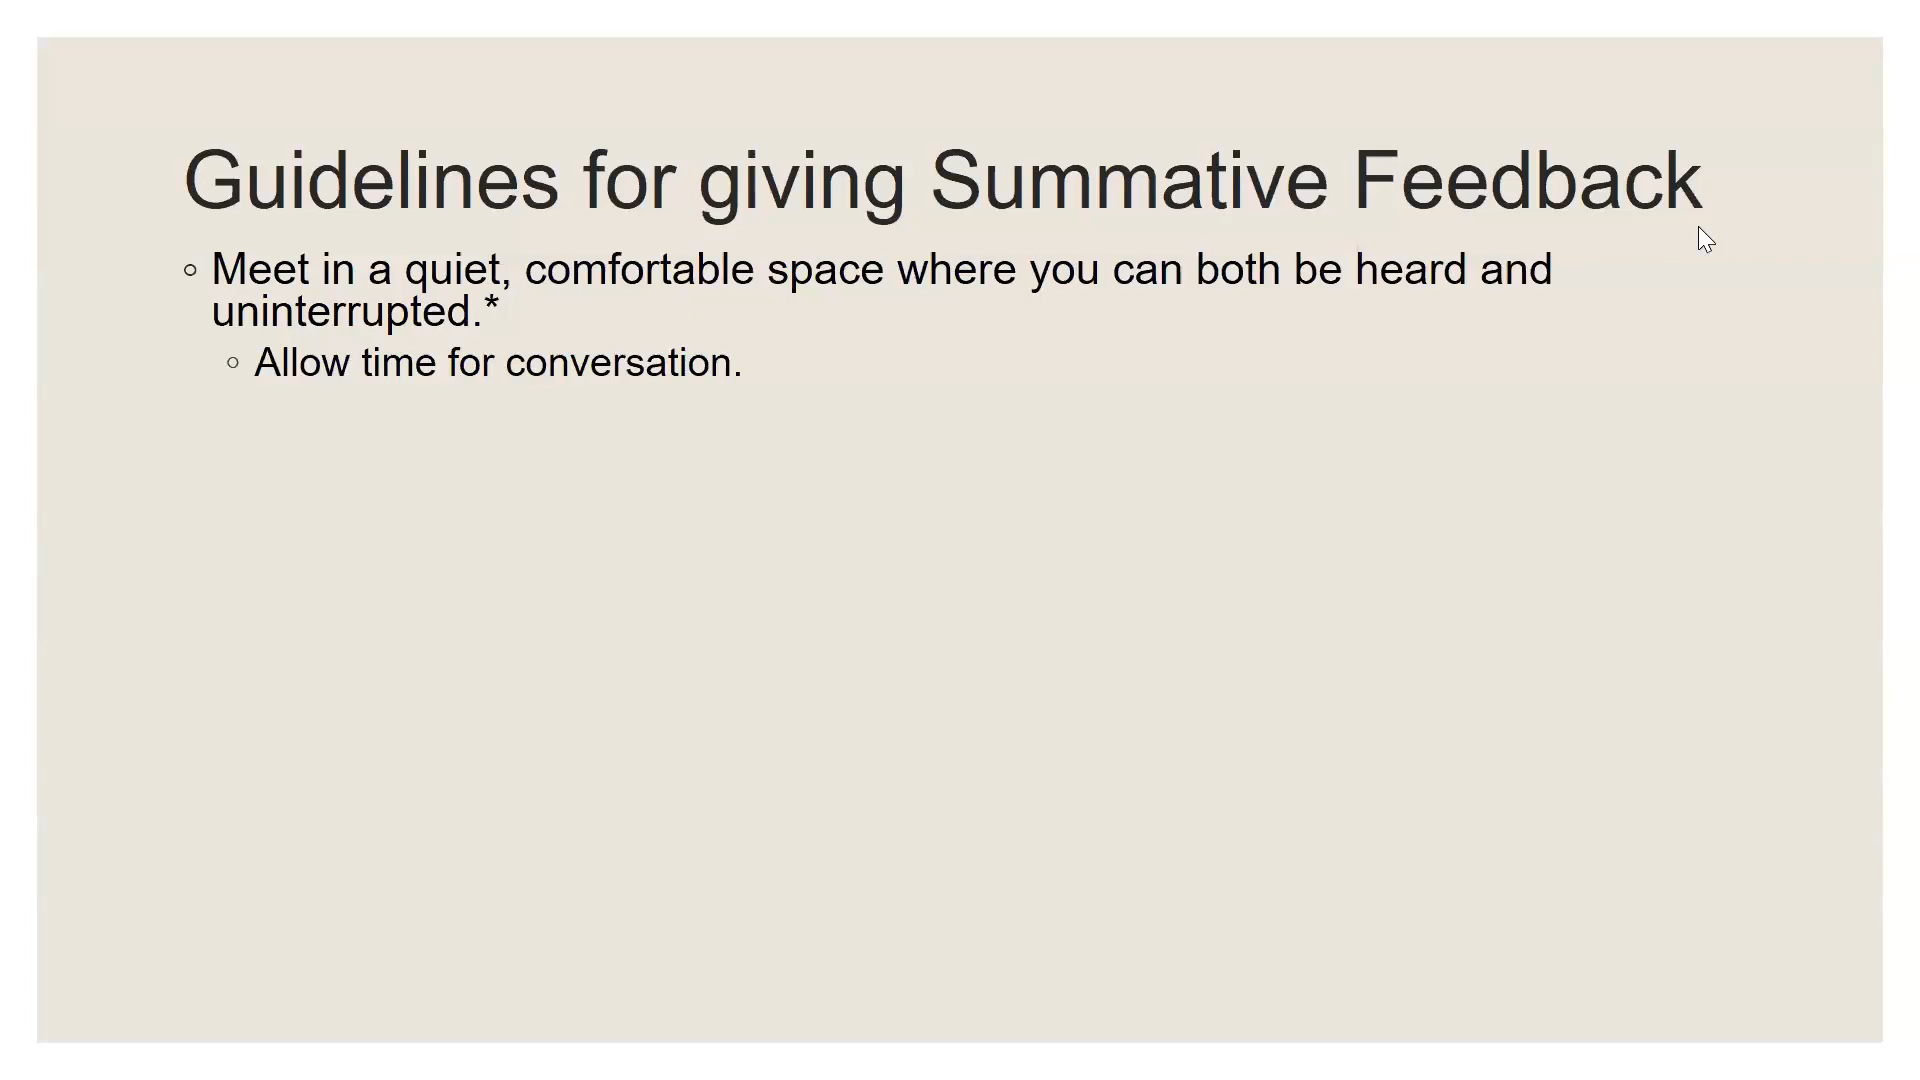 Guidelines for giving Summative Feedback
◦ Meet in a quiet, comfortable space where you can both be heard and
uninterrupted.*
◦ Allow time for conversation.